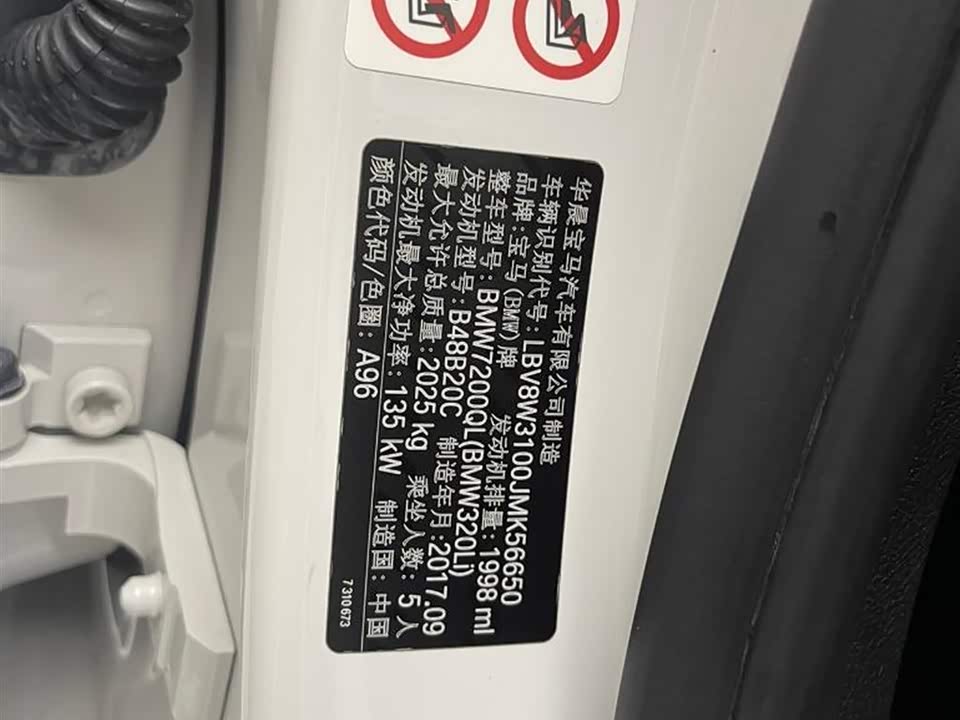 华晨宝马汽车有限公司制造
车辆识别代号:LBV8W3100JMK56650
品牌:宝马(BMW)牌 发动机排量:1998 ml
整车型号:BMW7200QL(BMW320Li)
发动机型号:B48B20C 制造年月:2017.09
最大允许总质量:2025 kg 乘坐人数:5人
发动机最大净功率:135 kW 制造国:中国
颜色代码/色圈:A96
7310673